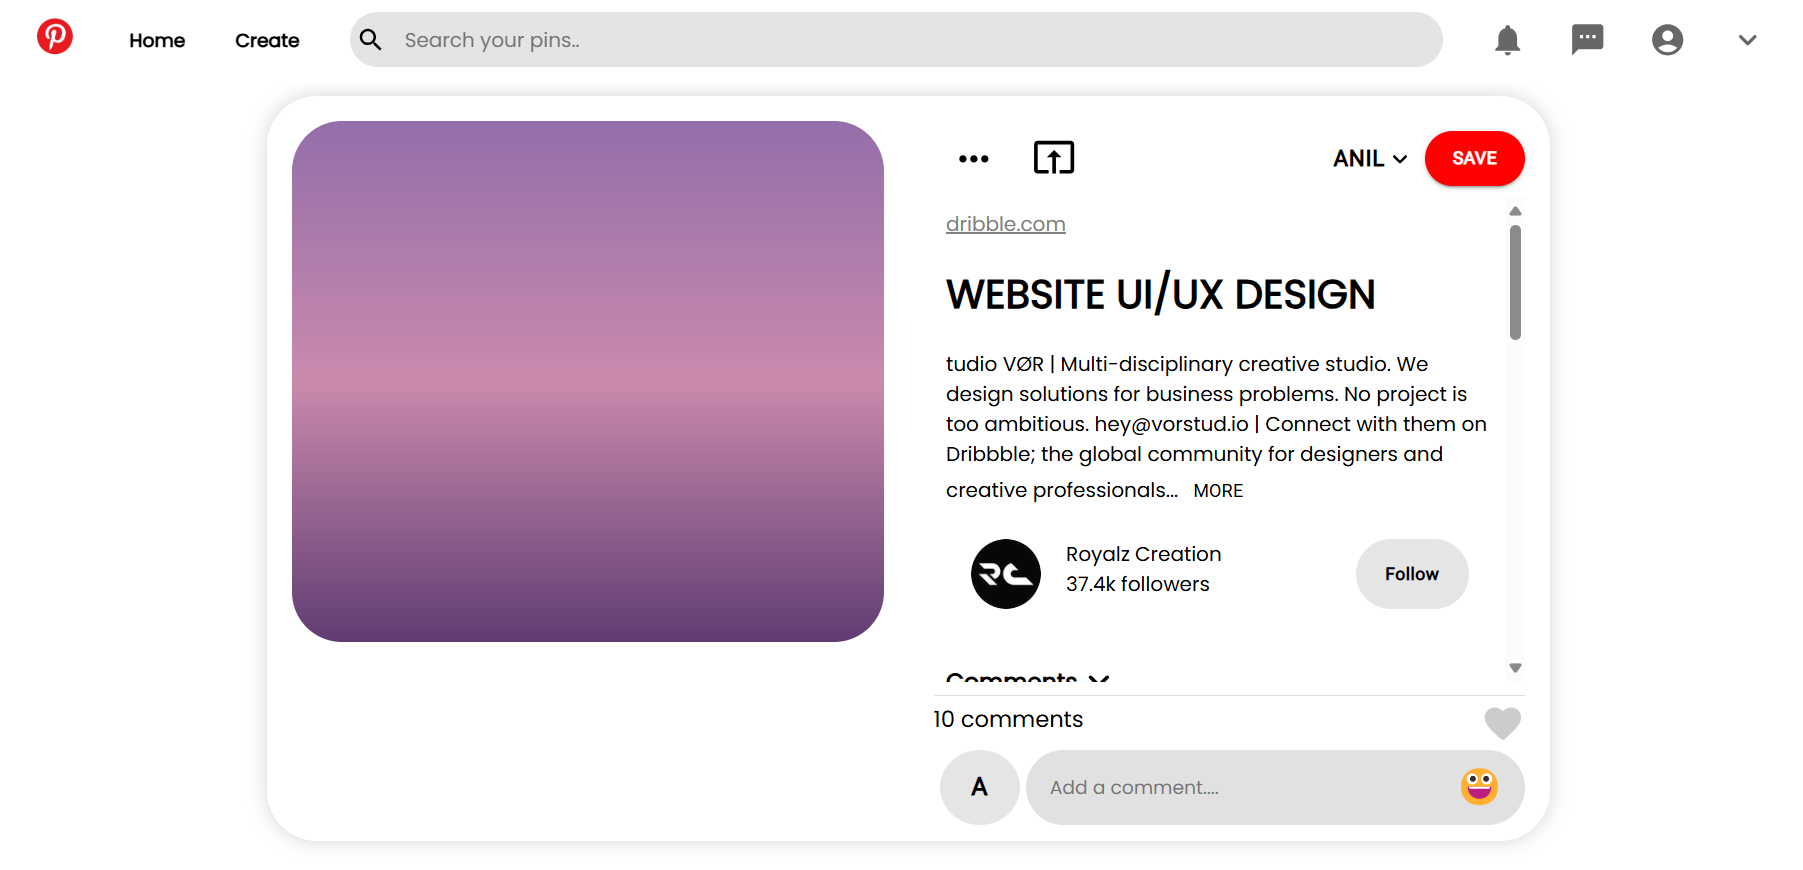 Home
Create
Search your pins..
ANIL
SAVE
dribble.com
WEBSITE UI/UX DESIGN
tudio VØR | Multi-disciplinary creative studio. We
design solutions for business problems. No project is
too ambitious. hey@vorstud.io | Connect with them on
Dribbble; the global community for designers and
creative professionals... MORE
RC
Royalz Creation
37.4k followers
Follow
Comments
10 comments
A
Add a comment....